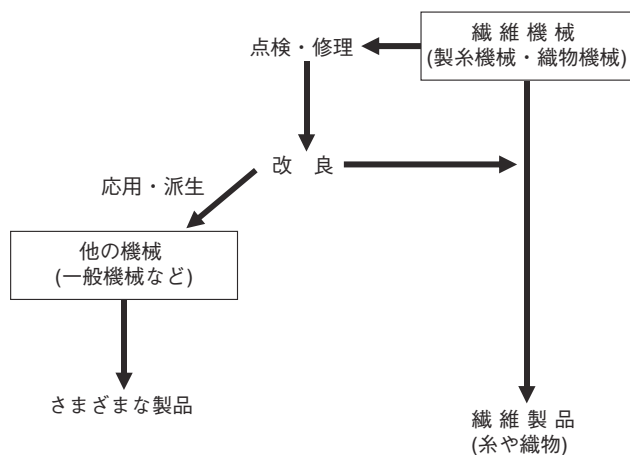 繊 維 機 械
(製糸機械・織物機械)
点検・修理
改　良
応用・派生
他の機械
(一般機械など)
さまざまな製品
繊 維 製 品
(糸や織物)